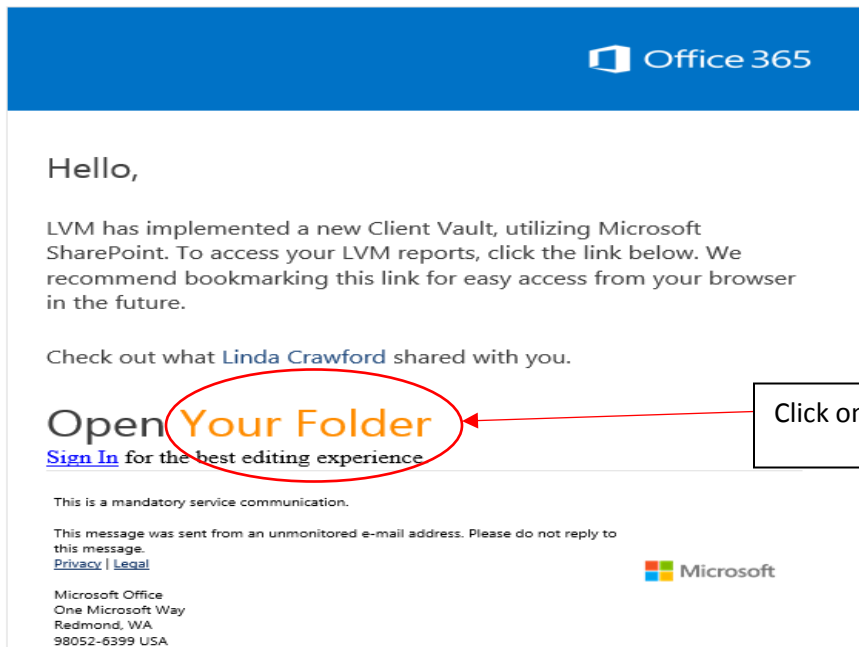 Office 365
Hello,
LVM has implemented a new Client Vault, utilizing Microsoft
SharePoint. To access your LVM reports, click the link below. We
recommend bookmarking this link for easy access from your browser
in the future.
Check out what Linda Crawford shared with you.
Open Your Folder
Click on
Sign In for the best editing experience
This is a mandatory service communication.
This message was sent from an unmonitored e-mail address. Please do not reply to
this message.
Privacy | Legal
Microsoft
Microsoft Office
One Microsoft Way
Redmond, WA
98052-6399 USA